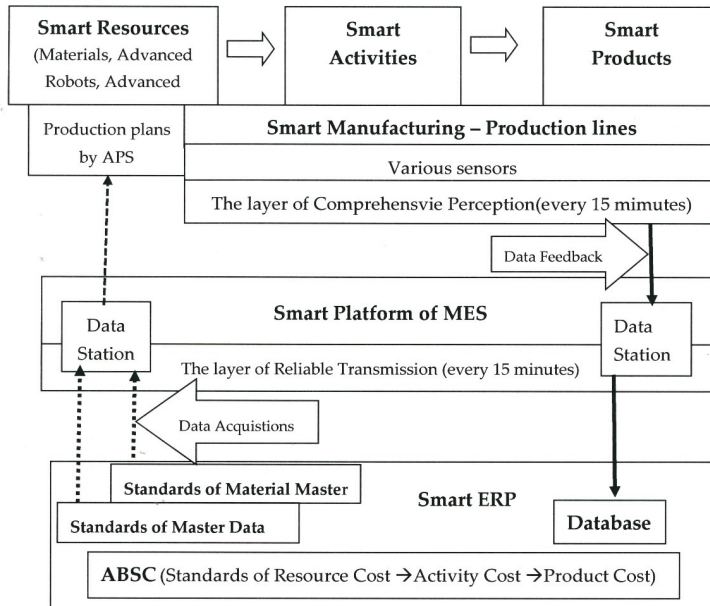 Smart Resources
(Materials, Advanced
Robots, Advanced
Smart
Activities
Smart
Products
Production plans
by APS
Smart Manufacturing – Production lines
Various sensors
The layer of Comprehensvie Perception(every 15 mimutes)
Data Feedback
Smart Platform of MES
Data
Station
Data
Station
The layer of Reliable Transmission (every 15 minutes)
Data Acquistions
Standards of Material Master
Smart ERP
Standards of Master Data
Database
ABSC (Standards of Resource Cost →Activity Cost →Product Cost)